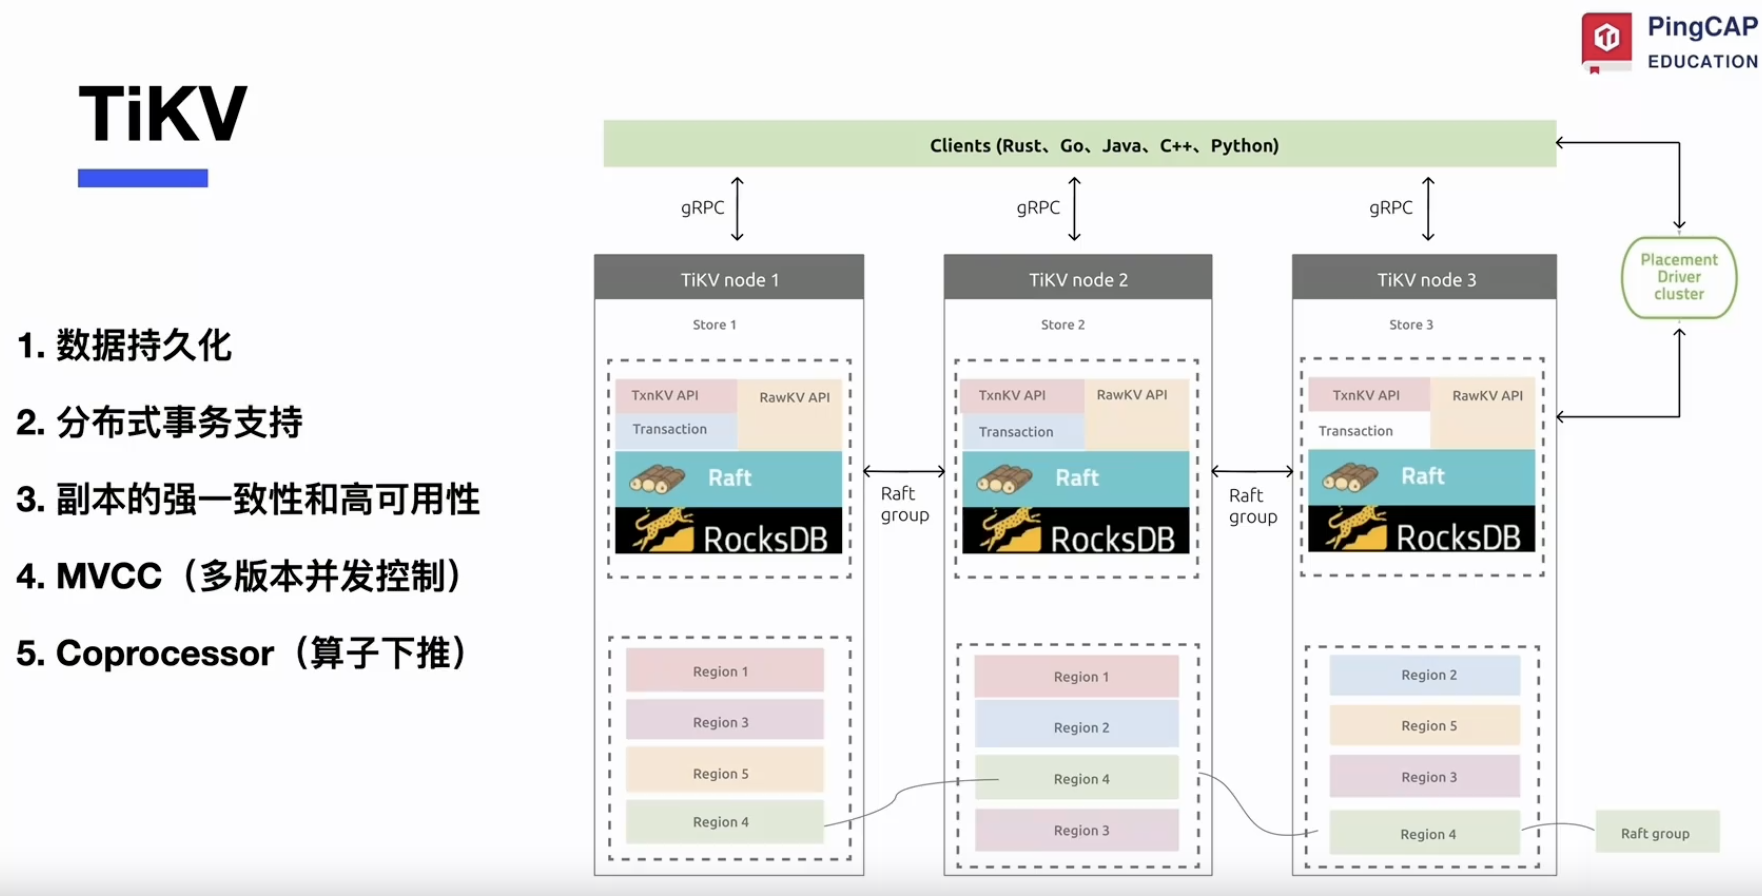 PingCAP
EDUCATION
TiKV
1. 数据持久化
2. 分布式事务支持
3. 副本的强一致性和高可用性
4. MVCC（多版本并发控制）
5. Coprocessor（算子下推）
Clients (Rust、Go、Java、C++、Python)
gRPC
gRPC
gRPC
Placement
Driver
cluster
TiKV node 1
Store 1
TxnKV API
RawKV API
Transaction
Raft
RocksDB
Region 1
Region 3
Region 5
Region 4
Raft
group
TiKV node 2
Store 2
TxnKV API
RawKV API
Transaction
Raft
RocksDB
Region 1
Region 2
Region 4
Region 3
Raft
group
TiKV node 3
Store 3
TxnKV API
RawKV API
Transaction
Raft
RocksDB
Region 2
Region 5
Region 3
Region 4
Raft group